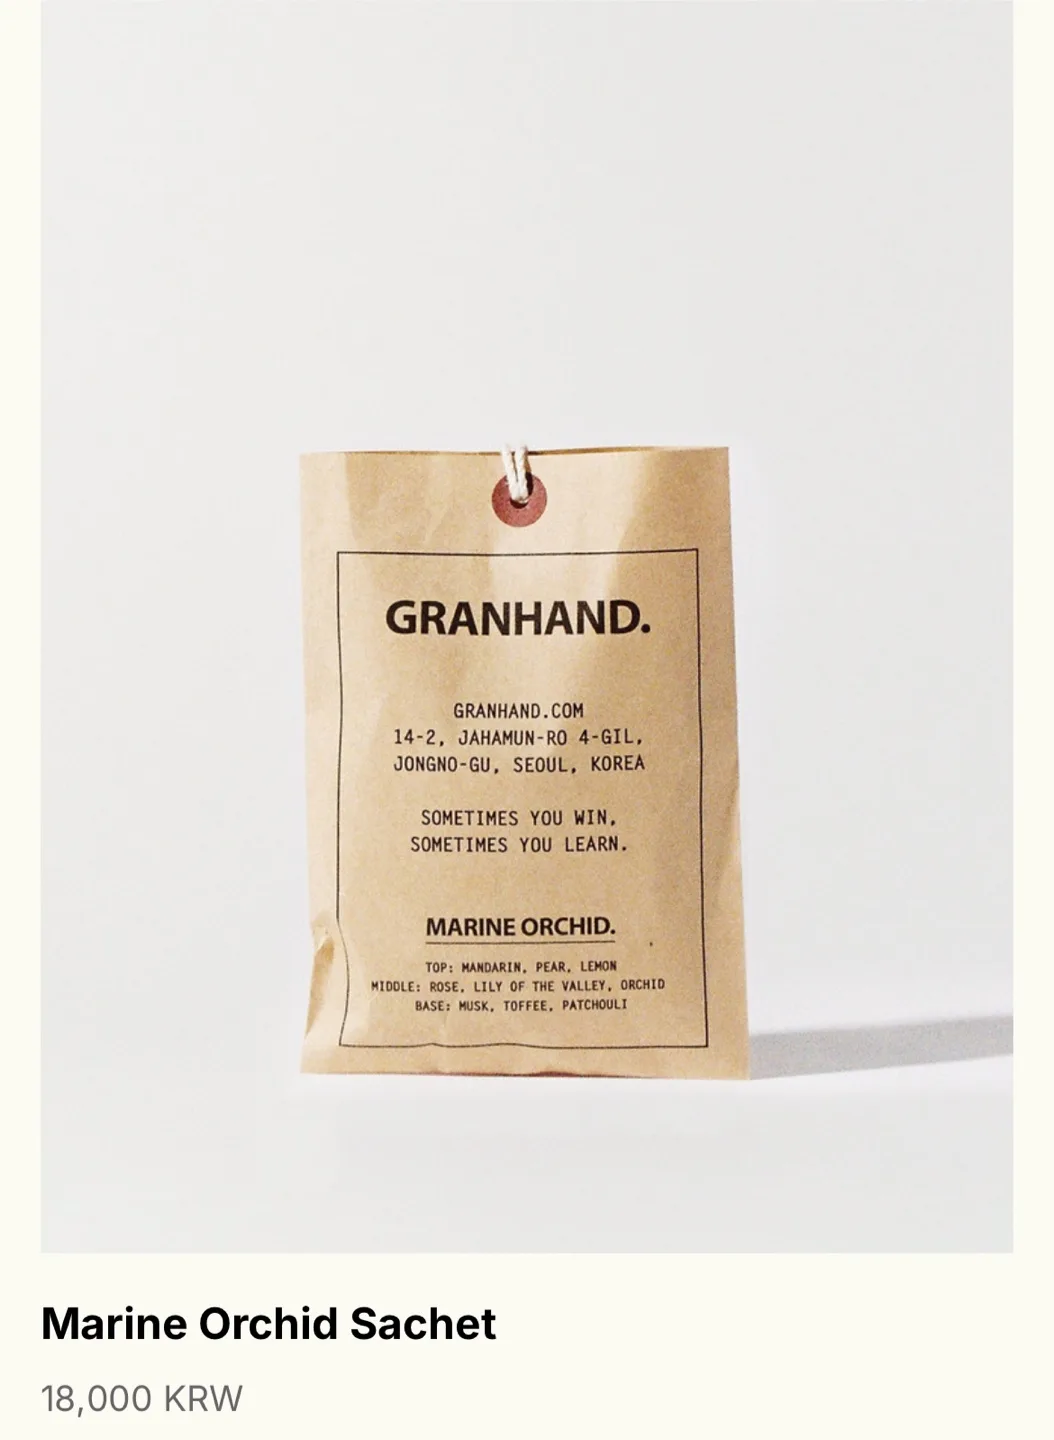 GRANHAND.
GRANHAND.COM
14-2, JAHAMUN-RO 4-GIL,
JONGNO-GU, SEOUL, KOREA
SOMETIMES YOU WIN,
SOMETIMES YOU LEARN.
MARINE ORCHID.
TOP: MANDARIN, PEAR, LEMON
MIDDLE: ROSE, LILY OF THE VALLEY, ORCHID
BASE: MUSK, TOFFEE, PATCHOULI
Marine Orchid Sachet
18,000 KRW